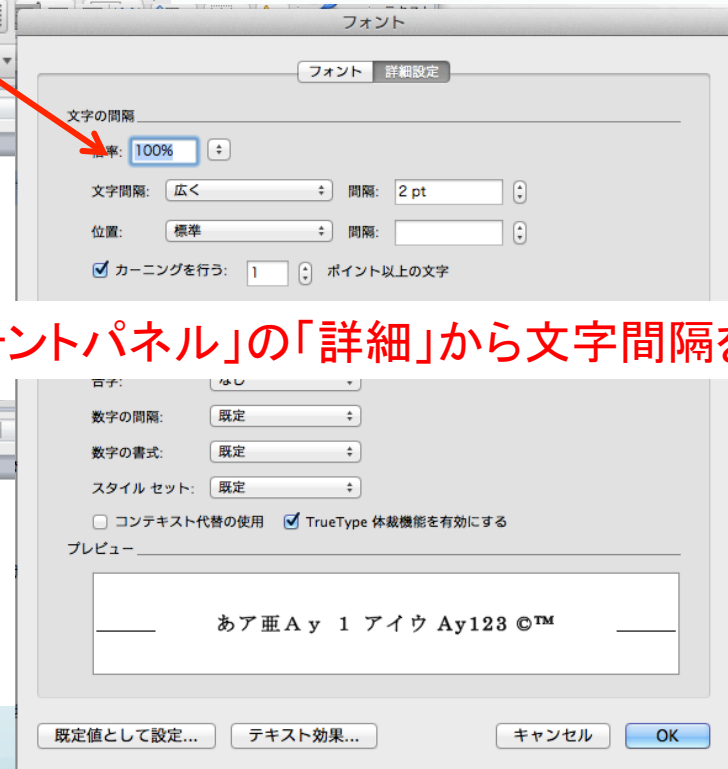 フォント
フォント 詳細設定
文字の間隔
倍率: 100%
文字間隔: 広く 間隔: 2 pt
位置: 標準 間隔:
カーニングを行う: 1 ポイント以上の文字
ントパネル」の「詳細」から文字間隔を
合字: なし
数字の間隔: 既定
数字の書式: 既定
スタイル セット: 既定
コンテキスト代替の使用 TrueType 体裁機能を有効にする
プレビュー
あア亜Ａｙ １ アイウ Ay123 ©™
既定値として設定... テキスト効果... キャンセル OK